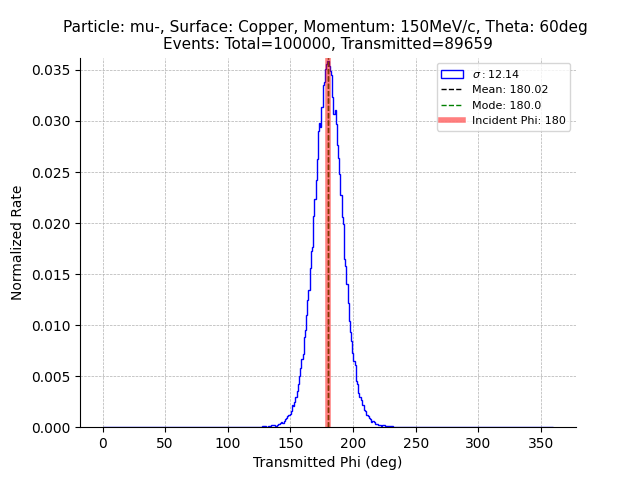 Particle: mu-, Surface: Copper, Momentum: 150MeV/c, Theta: 60deg
Events: Total=100000, Transmitted=89659
σ : 12.14
Mean: 180.02
Mode: 180.0
Incident Phi: 180
Normalized Rate
0.035
0.030
0.025
0.020
0.015
0.010
0.005
0.000
0 50 100 150 200 250 300 350
Transmitted Phi (deg)